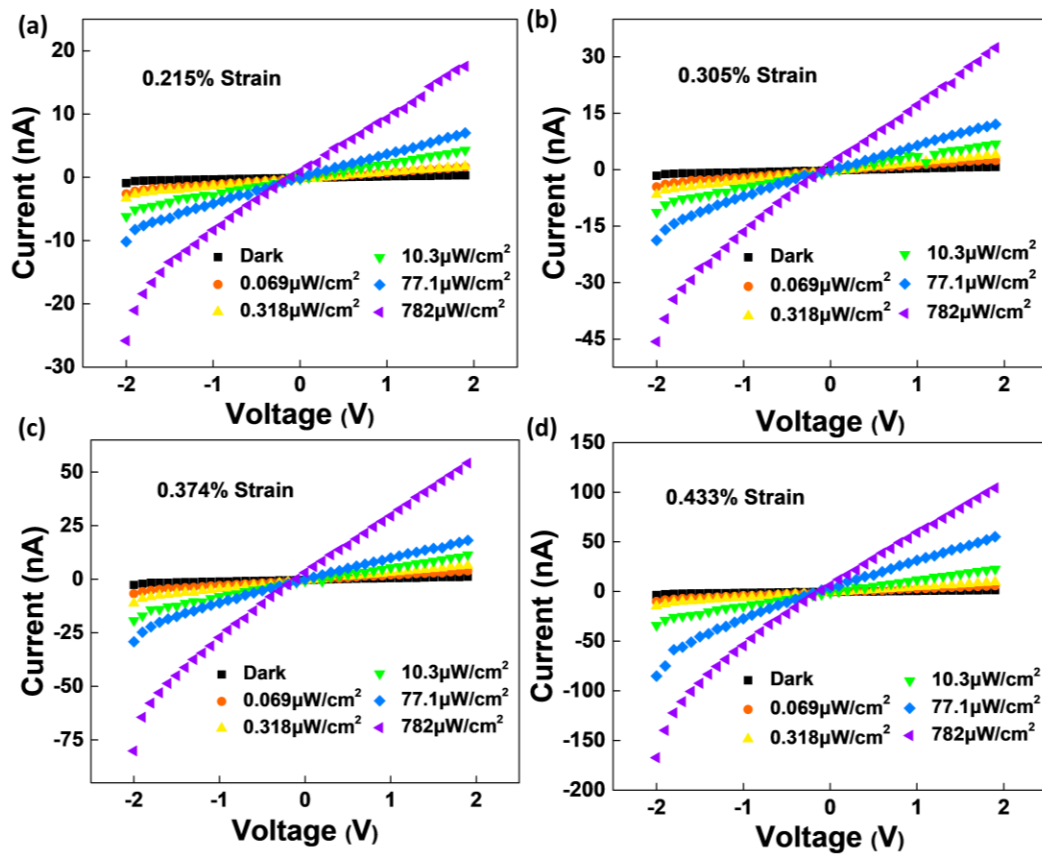 (a)
0.215% Strain
Current (nA)
20
10
0
-10
-20
-30
Dark
0.069μW/cm²
0.318μW/cm²
10.3μW/cm²
77.1μW/cm²
782μW/cm²
-2 -1 0 1 2
Voltage (V)
(b)
0.305% Strain
Current (nA)
30
15
0
-15
-30
-45
Dark
0.069μW/cm²
0.318μW/cm²
10.3μW/cm²
77.1μW/cm²
782μW/cm²
-2 -1 0 1 2
Voltage (V)
(c)
0.374% Strain
Current (nA)
50
25
0
-25
-50
-75
Dark
0.069μW/cm²
0.318μW/cm²
10.3μW/cm²
77.1μW/cm²
782μW/cm²
-2 -1 0 1 2
Voltage (V)
(d)
0.433% Strain
Current (nA)
150
100
50
0
-50
-100
-150
-200
Dark
0.069μW/cm²
0.318μW/cm²
10.3μW/cm²
77.1μW/cm²
782μW/cm²
-2 -1 0 1 2
Voltage (V)